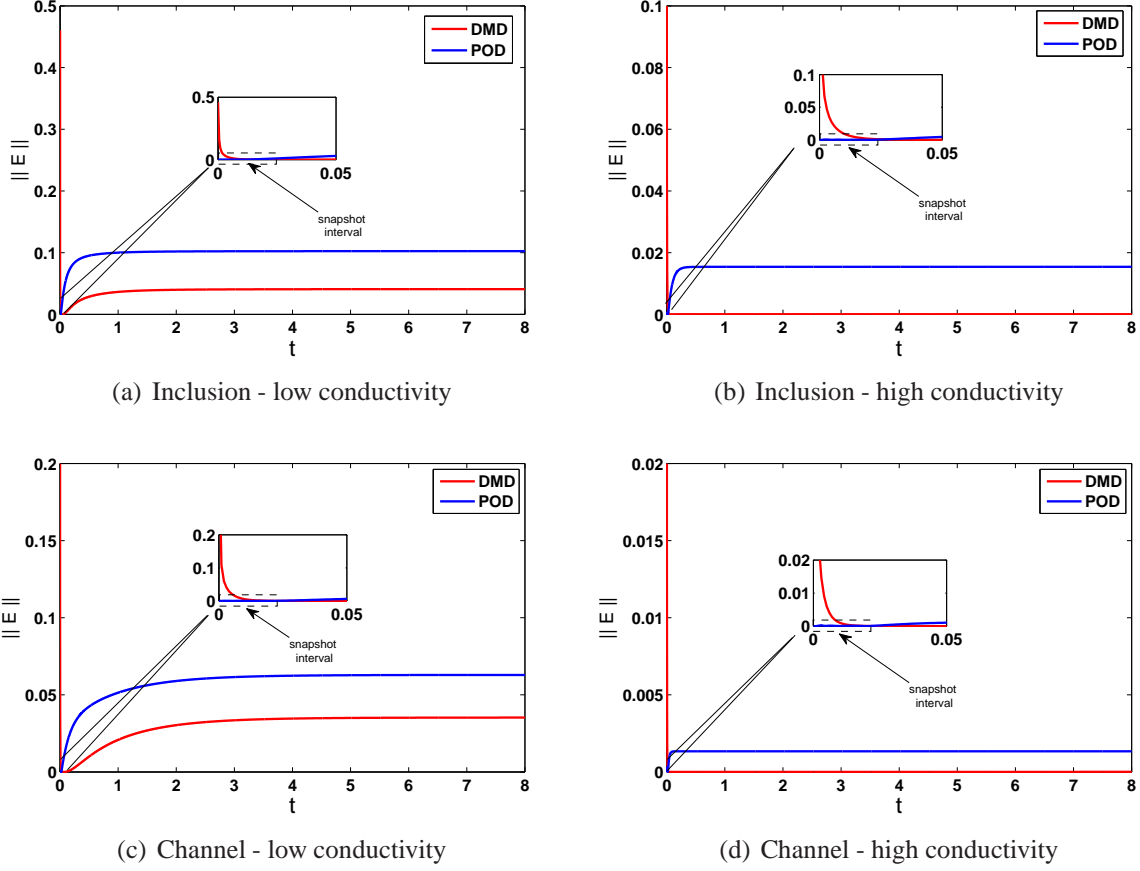 0.5
0.4
0.3
0.2
0.1
0
|| E ||
0 1 2 3 4 5 6 7 8
t
DMD
POD
0.5
0
0 0.05
snapshot
interval
(a) Inclusion - low conductivity
0.1
0.08
0.06
0.04
0.02
0
|| E ||
0 1 2 3 4 5 6 7 8
t
DMD
POD
0.1
0.05
0
0 0.05
snapshot
interval
(b) Inclusion - high conductivity
0.2
0.15
0.1
0.05
0
|| E ||
0 1 2 3 4 5 6 7 8
t
DMD
POD
0.2
0.1
0
0 0.05
snapshot
interval
(c) Channel - low conductivity
0.02
0.015
0.01
0.005
0
|| E ||
0 1 2 3 4 5 6 7 8
t
DMD
POD
0.02
0.01
0
0 0.05
snapshot
interval
(d) Channel - high conductivity